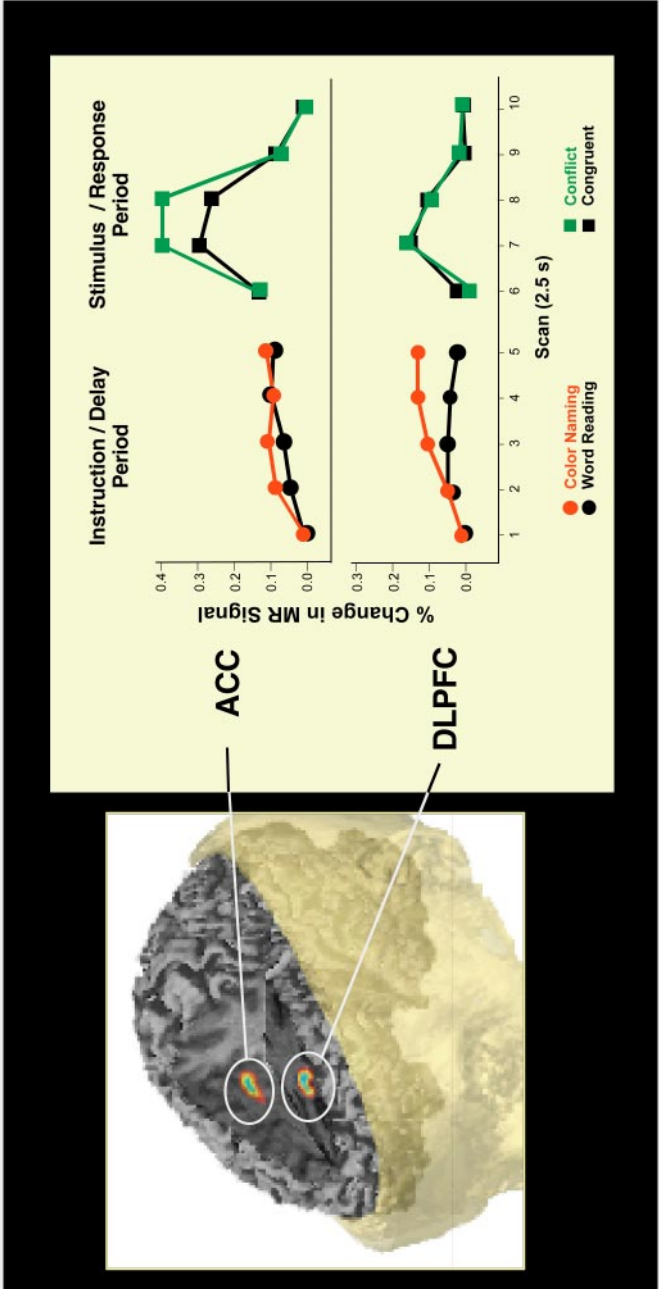 Instruction / Delay
Period
Stimulus / Response
Period
ACC
DLPFC
% Change in MR Signal
0.4
0.3
0.2
0.1
0.0
0.3
0.2
0.1
0.0
1 2 3 4 5 6 7 8 9 10
Scan (2.5 s)
Color Naming
Word Reading
Conflict
Congruent